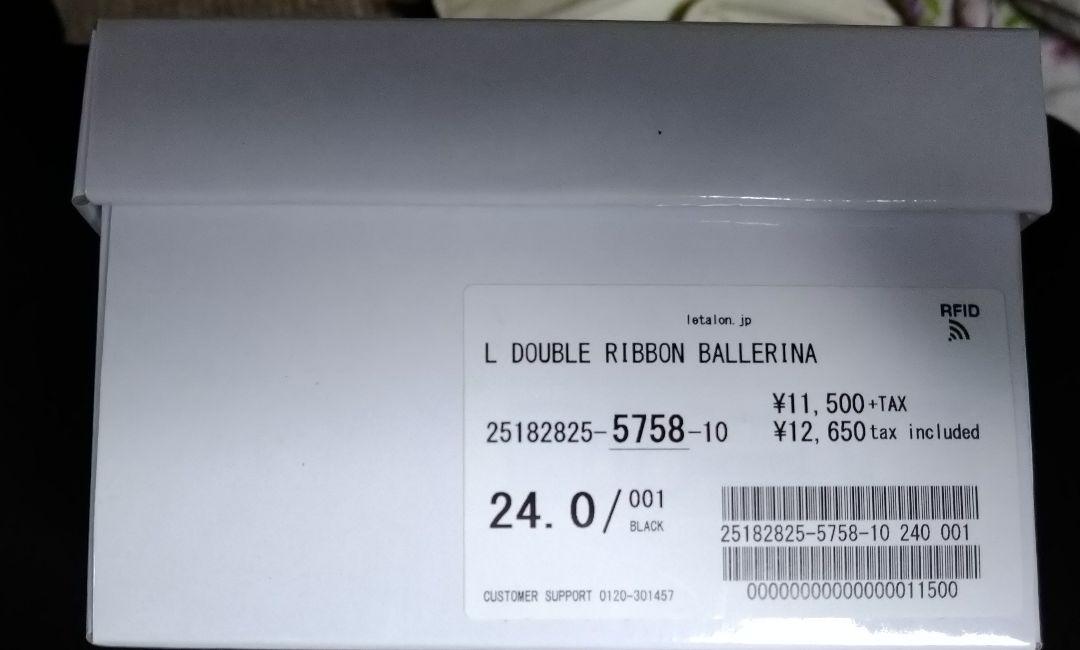 letalon.jp
RFID
L DOUBLE RIBBON BALLERINA
¥11,500+TAX
25182825-5758-10
¥12,650 tax included
24.0/001
BLACK
25182825-5758-10 240 001
00000000000000011500
CUSTOMER SUPPORT 0120-301457